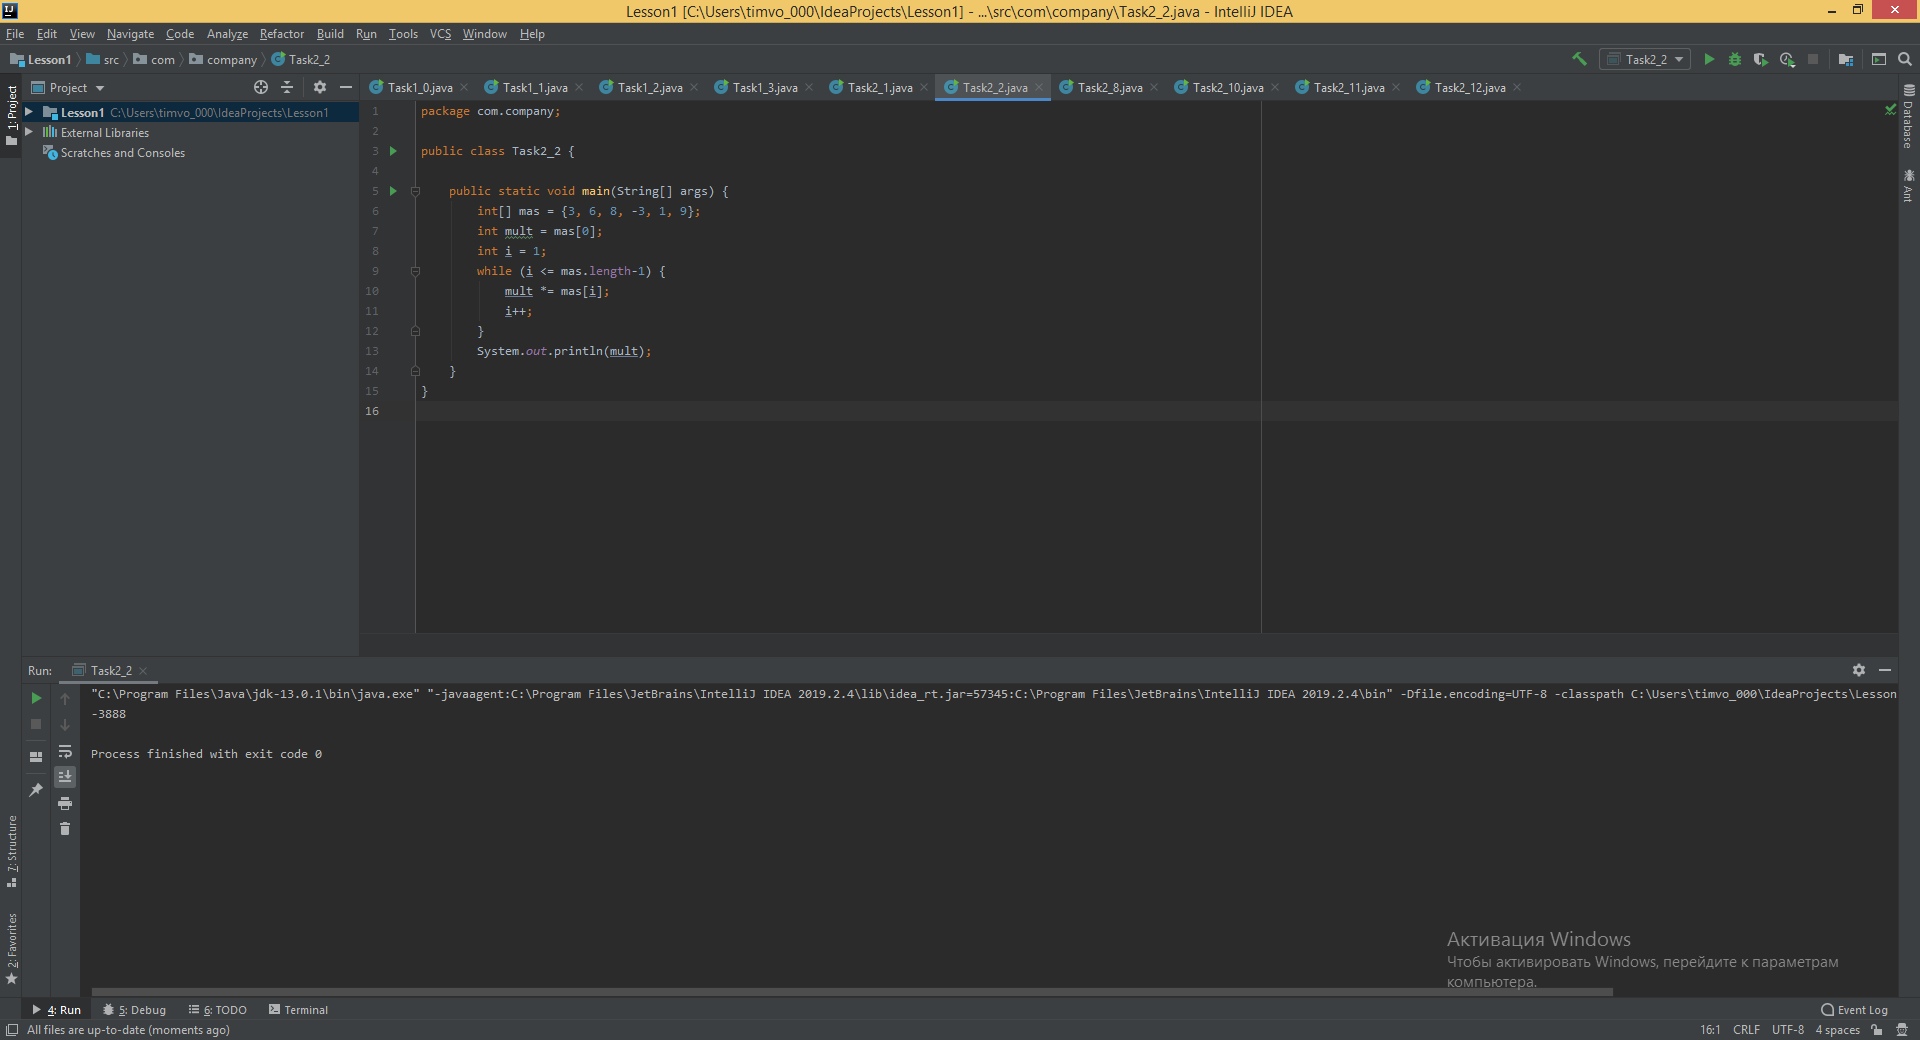 Lesson1 [C:\Users\timvo_000\IdeaProjects\Lesson1] - ...\src\com\company\Task2_2.java - IntelliJ IDEA
File Edit View Navigate Code Analyze Refactor Build Run Tools VCS Window Help
Lesson1 src com company Task2_2 Task2_2
Project
Task1_0.java Task1_1.java Task1_2.java Task1_3.java Task2_1.java Task2_2.java Task2_8.java Task2_10.java Task2_11.java Task2_12.java
1: Project
Lesson1 C:\Users\timvo_000\IdeaProjects\Lesson1
External Libraries
Scratches and Consoles
Database
Ant
1 package com.company;
2
3 public class Task2_2 {
4
5 public static void main(String[] args) {
6 int[] mas = {3, 6, 8, -3, 1, 9};
7 int mult = mas[0];
8 int i = 1;
9 while (i <= mas.length-1) {
10 mult *= mas[i];
11 i++;
12 }
13 System.out.println(mult);
14 }
15 }
16
Run: Task2_2
"C:\Program Files\Java\jdk-13.0.1\bin\java.exe" "-javaagent:C:\Program Files\JetBrains\IntelliJ IDEA 2019.2.4\lib\idea_rt.jar=57345:C:\Program Files\JetBrains\IntelliJ IDEA 2019.2.4\bin" -Dfile.encoding=UTF-8 -classpath C:\Users\timvo_000\IdeaProjects\Lesson
-3888
Process finished with exit code 0
7: Structure
2: Favorites
Активация Windows
Чтобы активировать Windows, перейдите к параметрам
компьютера.
4: Run 5: Debug 6: TODO Terminal Event Log
All files are up-to-date (moments ago) 16:1 CRLF UTF-8 4 spaces